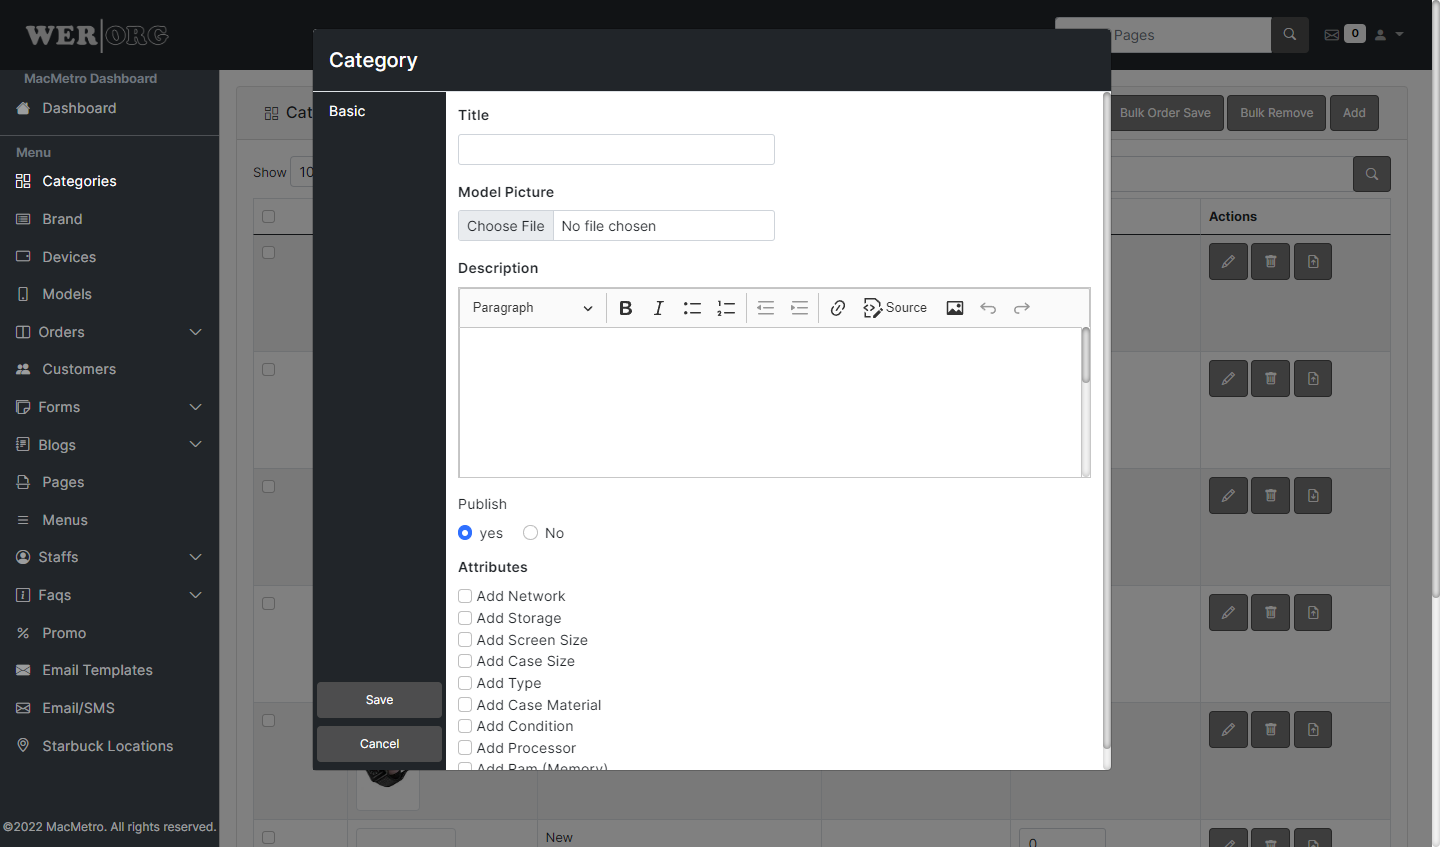 WER|ORG
Pages
0
MacMetro Dashboard
Dashboard
Menu
Categories
Brand
Devices
Models
Orders
Customers
Forms
Blogs
Pages
Menus
Staffs
Faqs
Promo
Email Templates
Email/SMS
Starbuck Locations
©2022 MacMetro. All rights reserved.
Cat
Bulk Order Save
Bulk Remove
Add
Show 10
Actions
Category
Basic
Save
Cancel
Title
Model Picture
Choose File No file chosen
Description
Paragraph
Source
Publish
yes No
Attributes
Add Network
Add Storage
Add Screen Size
Add Case Size
Add Type
Add Case Material
Add Condition
Add Processor
Add Ram (Memory)
New
0